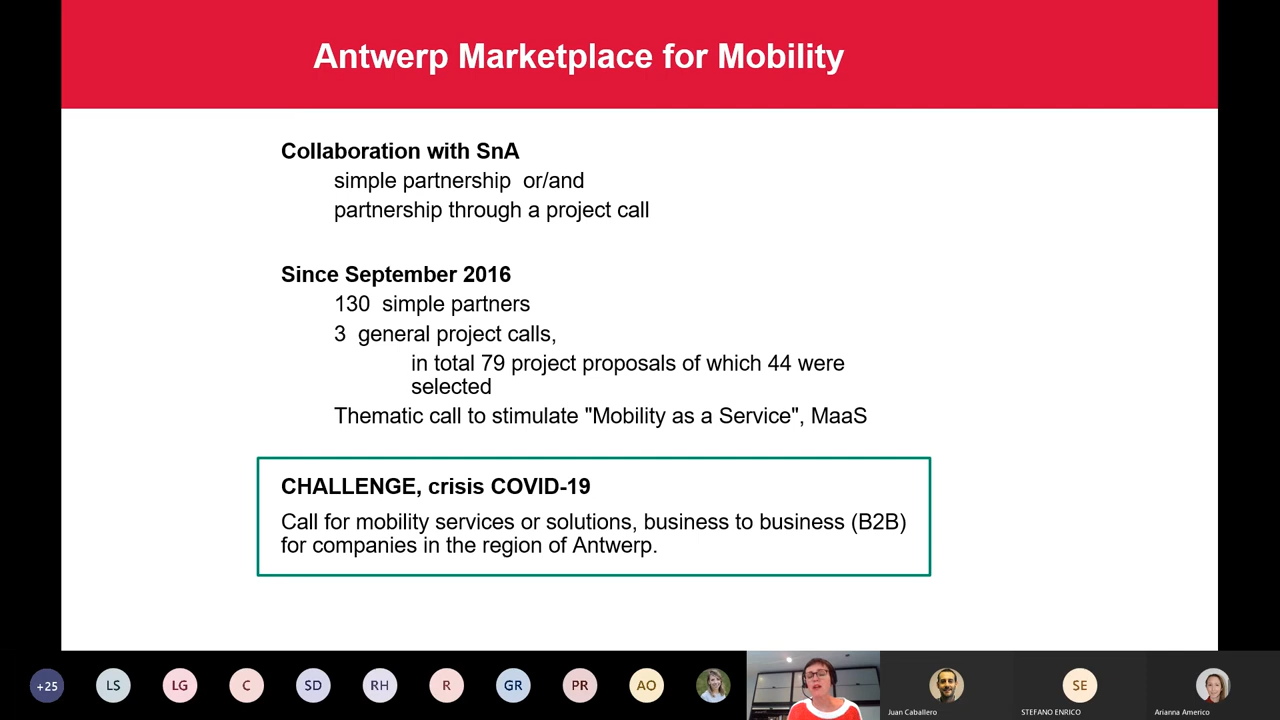 Antwerp Marketplace for Mobility
Collaboration with SnA
simple partnership or/and
partnership through a project call
Since September 2016
130 simple partners
3 general project calls,
in total 79 project proposals of which 44 were
selected
Thematic call to stimulate "Mobility as a Service", MaaS
CHALLENGE, crisis COVID-19
Call for mobility services or solutions, business to business (B2B)
for companies in the region of Antwerp.
+25 LS LG C SD RH R GR PR AO SE
Juan Caballero STEFANO ENRICO Arianna Americo